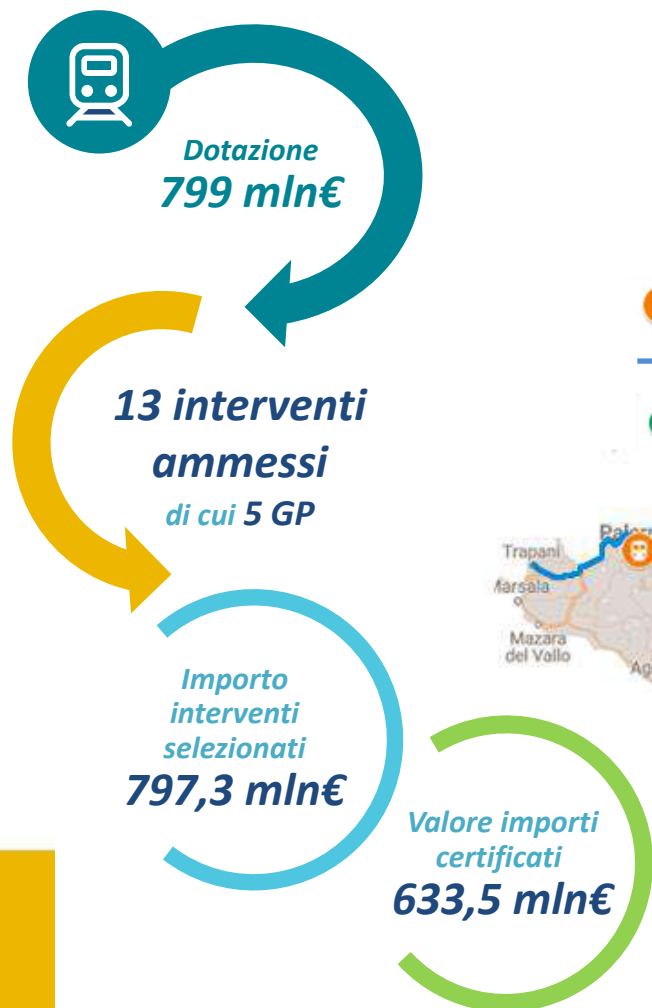 Dotazione
799 mln€
13 interventi
ammessi
di cui 5 GP
Importo
interventi
selezionati
797,3 mln€
Valore importi
certificati
633,5 mln€
Trapani
Marsala
Mazara
del Vallo